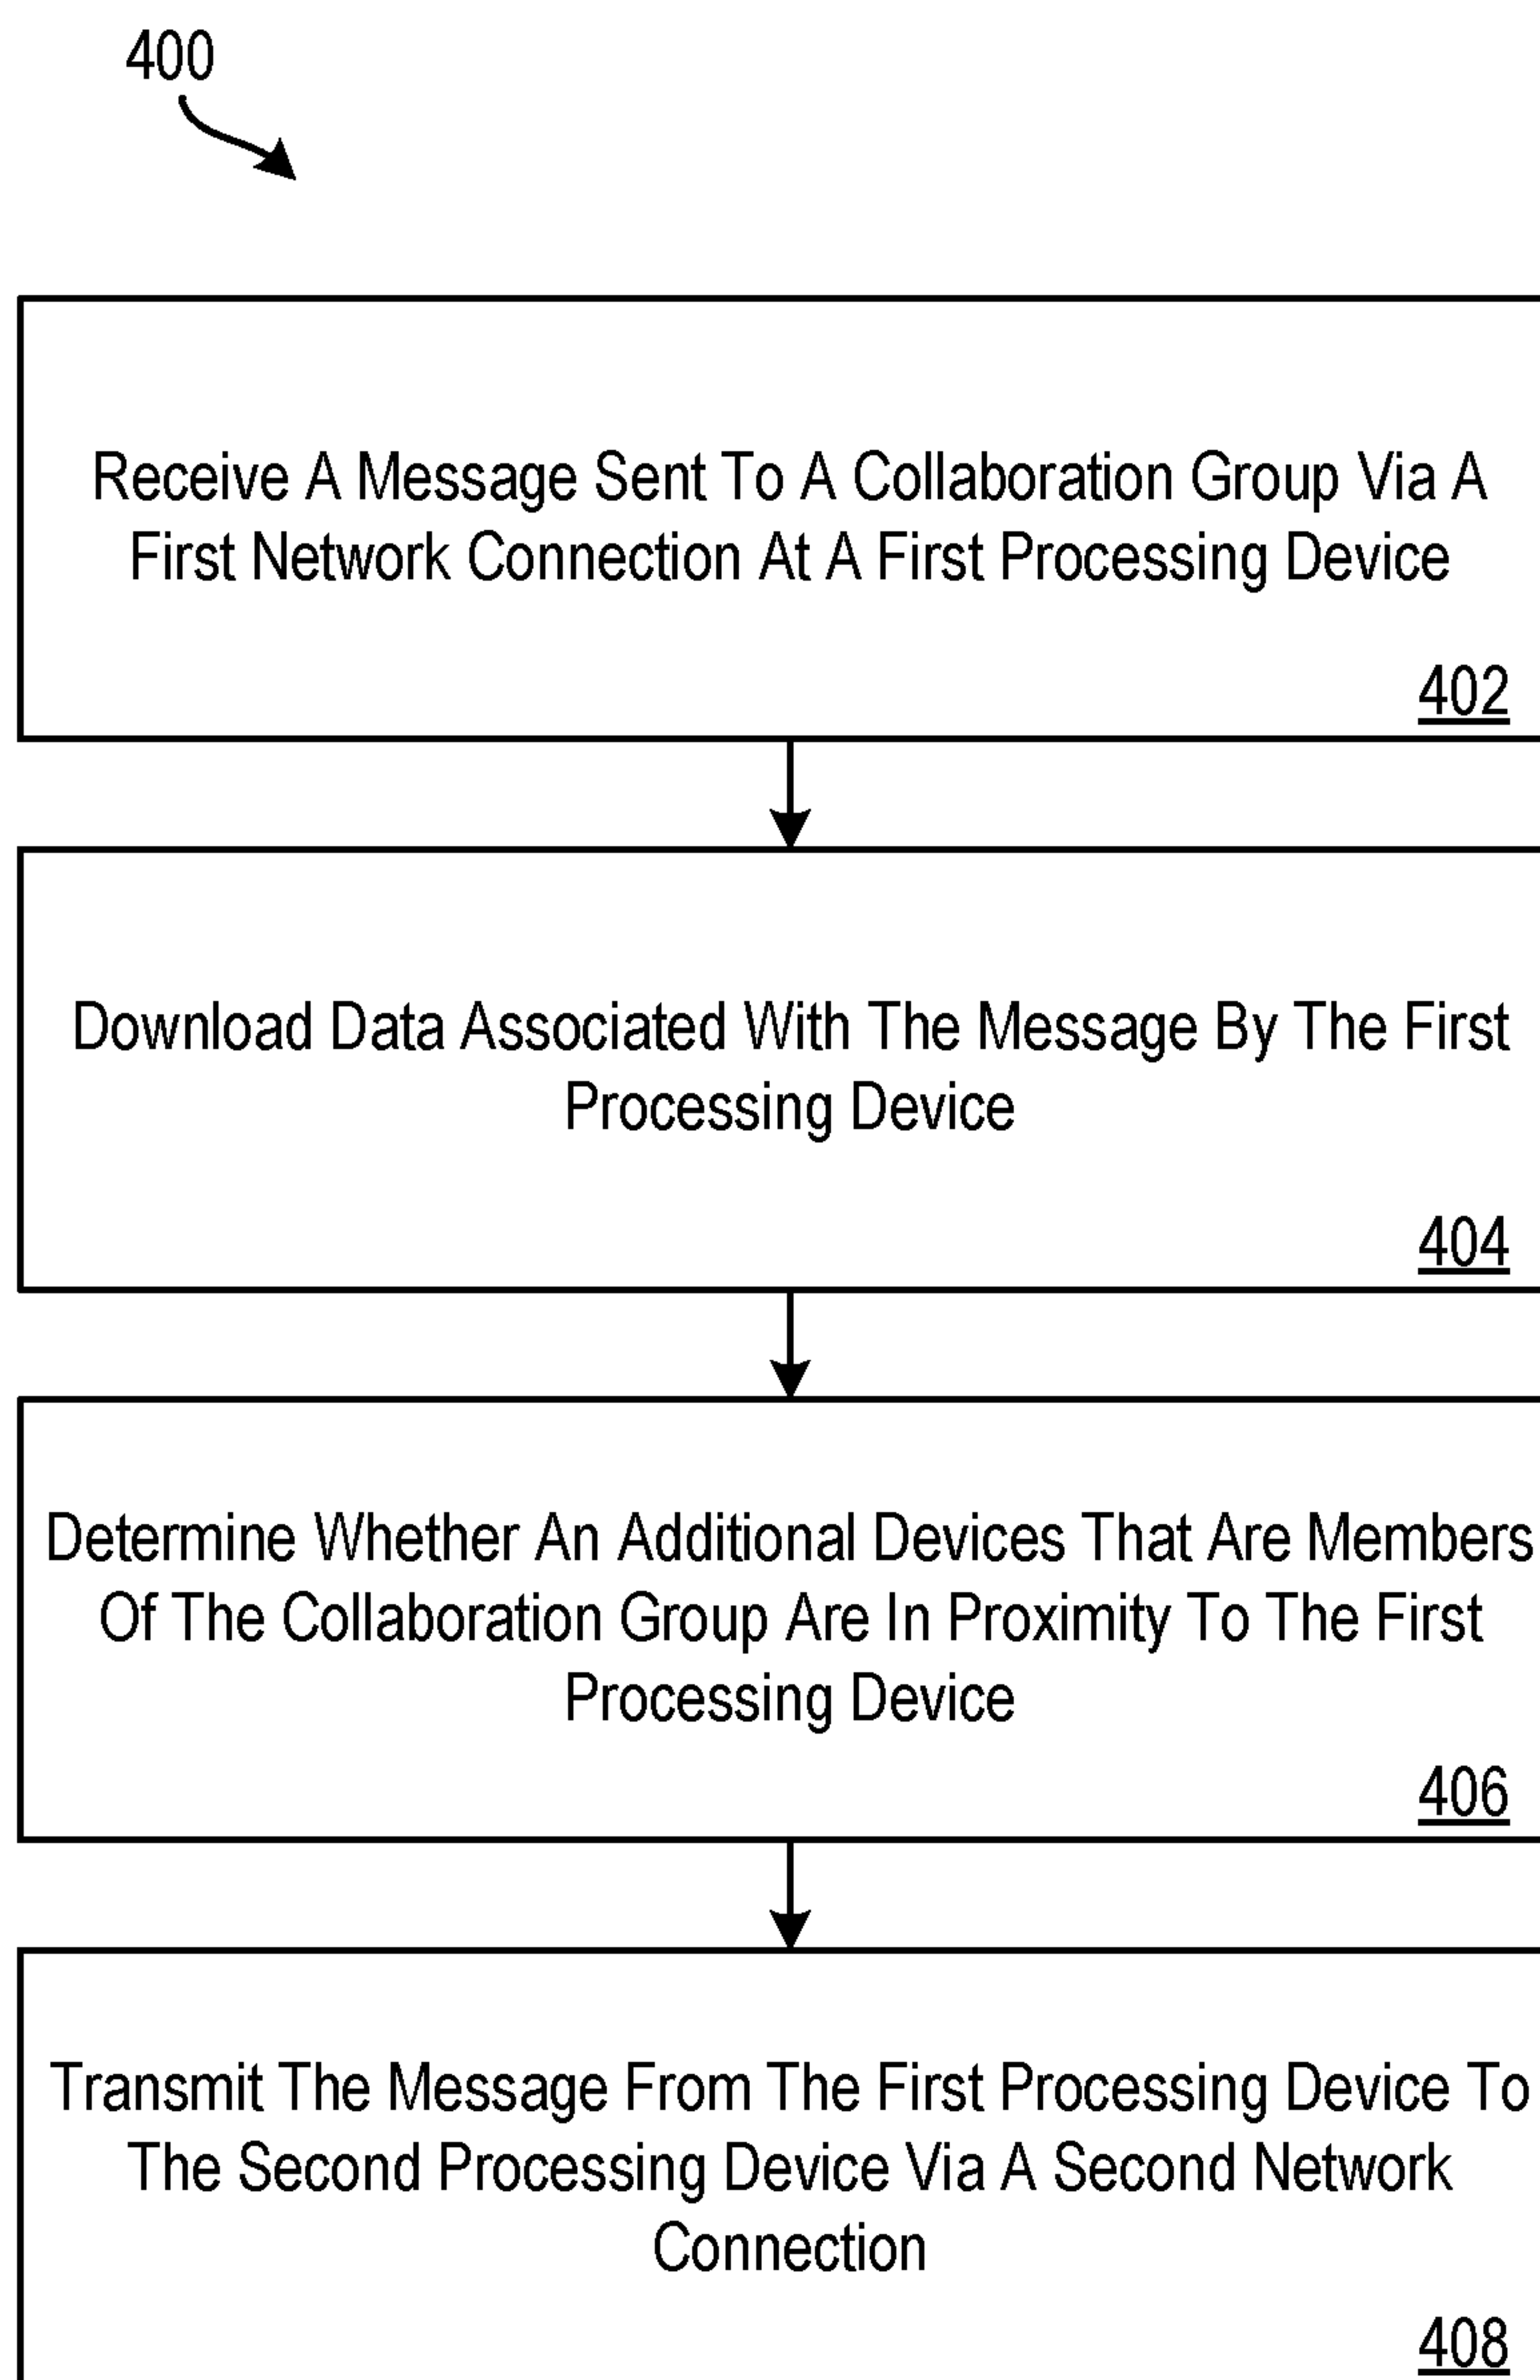 400
Receive A Message Sent To A Collaboration Group Via A
First Network Connection At A First Processing Device
402
Download Data Associated With The Message By The First
Processing Device
404
Determine Whether An Additional Devices That Are Members
Of The Collaboration Group Are In Proximity To The First
Processing Device
406
Transmit The Message From The First Processing Device To
The Second Processing Device Via A Second Network
Connection
408